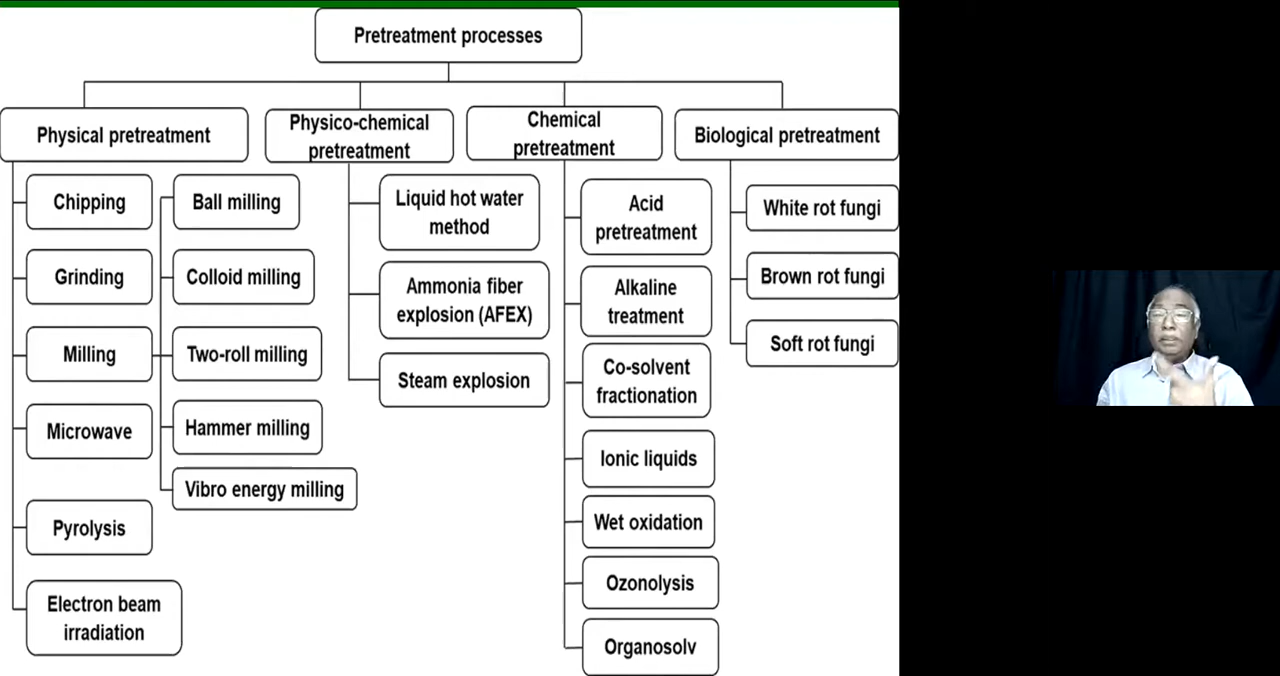 Pretreatment processes
Physical pretreatment
Physico-chemical
pretreatment
Chemical
pretreatment
Biological pretreatment
Chipping
Grinding
Milling
Microwave
Pyrolysis
Electron beam
irradiation
Ball milling
Colloid milling
Two-roll milling
Hammer milling
Vibro energy milling
Liquid hot water
method
Ammonia fiber
explosion (AFEX)
Steam explosion
Acid
pretreatment
Alkaline
treatment
Co-solvent
fractionation
Ionic liquids
Wet oxidation
Ozonolysis
Organosolv
White rot fungi
Brown rot fungi
Soft rot fungi